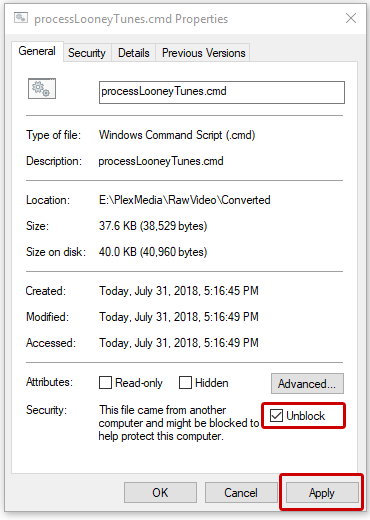 processLooneyTunes.cmd Properties
General Security Details Previous Versions
processLooneyTunes.cmd
Type of file: Windows Command Script (.cmd)
Description: processLooneyTunes.cmd
Location: E:\PlexMedia\RawVideo\Converted
Size: 37.6 KB (38,529 bytes)
Size on disk: 40.0 KB (40,960 bytes)
Created: Today, July 31, 2018, 5:16:45 PM
Modified: Today, July 31, 2018, 5:16:49 PM
Accessed: Today, July 31, 2018, 5:16:49 PM
Attributes: Read-only Hidden Advanced...
Security: This file came from another Unblock
computer and might be blocked to
help protect this computer.
OK Cancel Apply